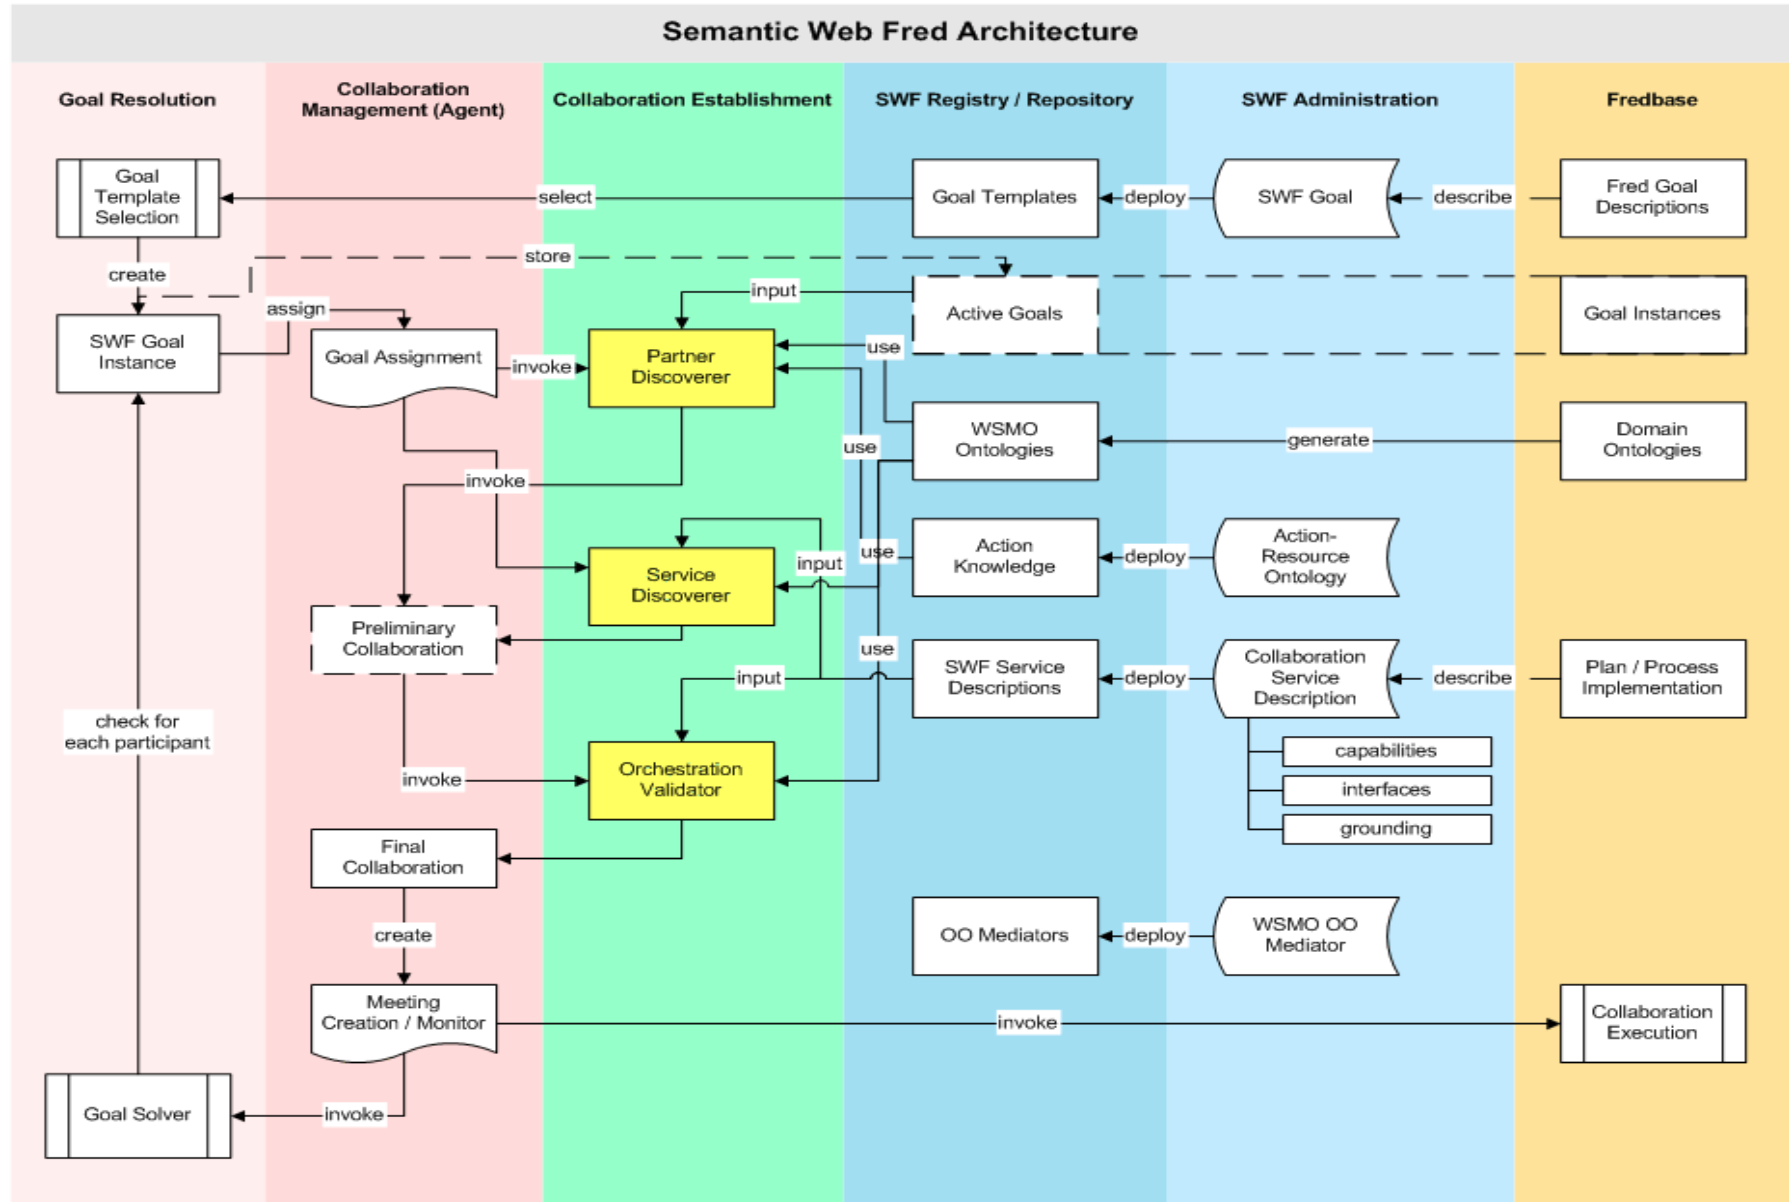 Semantic Web Fred Architecture
Goal Resolution
Collaboration
Management (Agent)
Collaboration Establishment
SWF Registry / Repository
SWF Administration
Fredbase
Goal
Template
Selection
select
Goal Templates
deploy
SWF Goal
describe
Fred Goal
Descriptions
create
store
input
assign
Active Goals
Goal Instances
SWF Goal
Instance
Goal Assignment
invoke
Partner
Discoverer
use
use
WSMO
Ontologies
generate
Domain
Ontologies
invoke
Service
Discoverer
input
use
Action
Knowledge
deploy
Action-
Resource
Ontology
Preliminary
Collaboration
use
input
SWF Service
Descriptions
deploy
Collaboration
Service
Description
describe
Plan / Process
Implementation
check for
each participant
capabilities
interfaces
grounding
invoke
Orchestration
Validator
Final
Collaboration
create
OO Mediators
deploy
WSMO OO
Mediator
Meeting
Creation / Monitor
invoke
Collaboration
Execution
Goal Solver
invoke